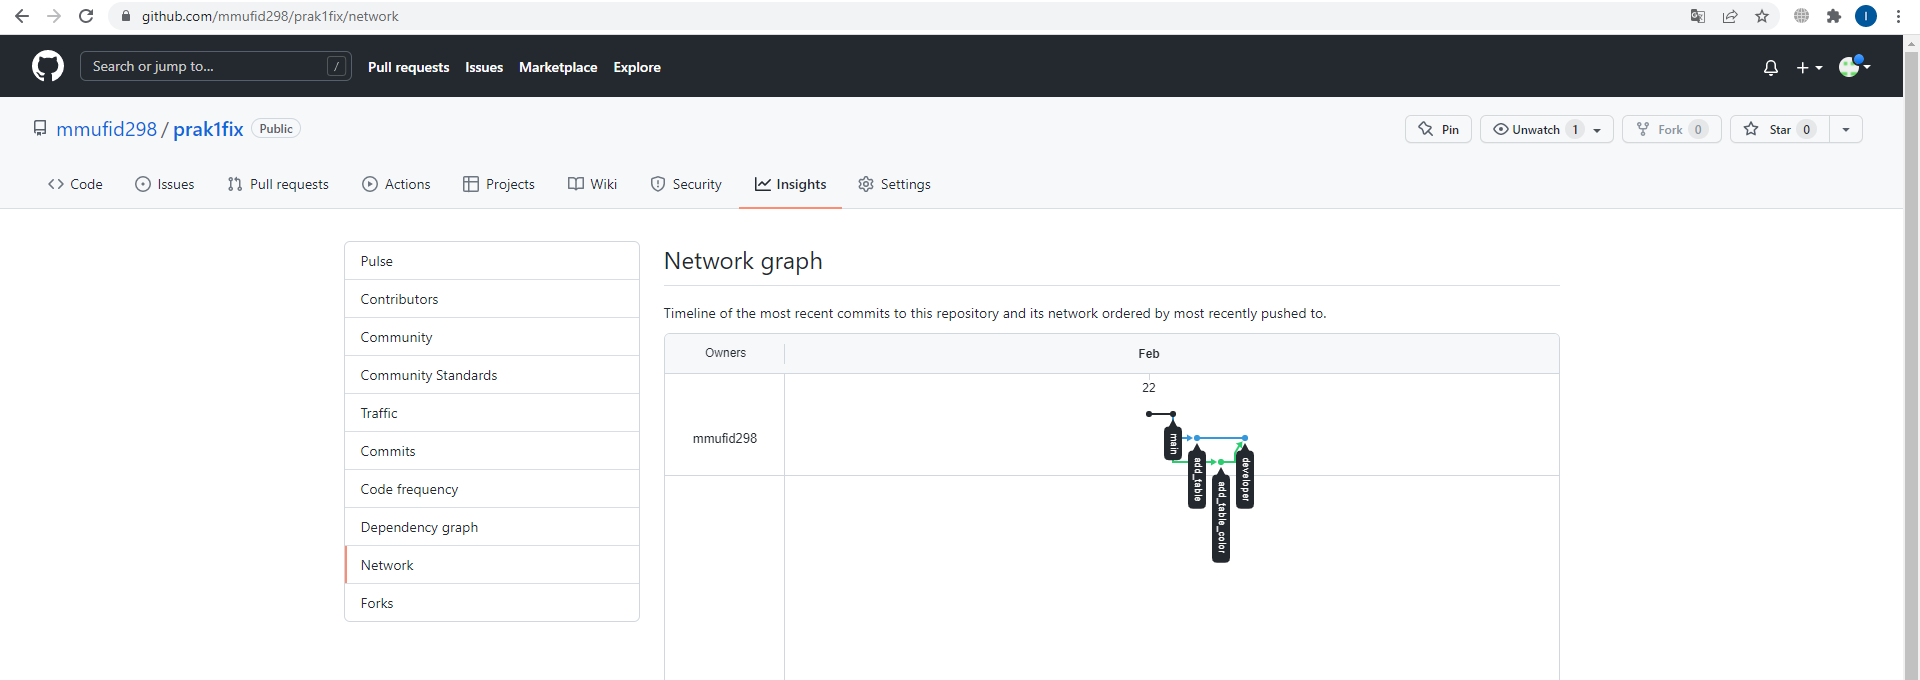 github.com/mmufid298/prak1fix/network
I
Search or jump to... /
Pull requests Issues Marketplace Explore
mmufid298 / prak1fix Public
Pin Unwatch 1 Fork 0 Star 0
Code Issues Pull requests Actions Projects Wiki Security Insights Settings
Pulse
Contributors
Community
Community Standards
Traffic
Commits
Code frequency
Dependency graph
Network
Forks
Network graph
Timeline of the most recent commits to this repository and its network ordered by most recently pushed to.
Owners Feb
22
mmufid298
main
add_table
add_table_color
developer